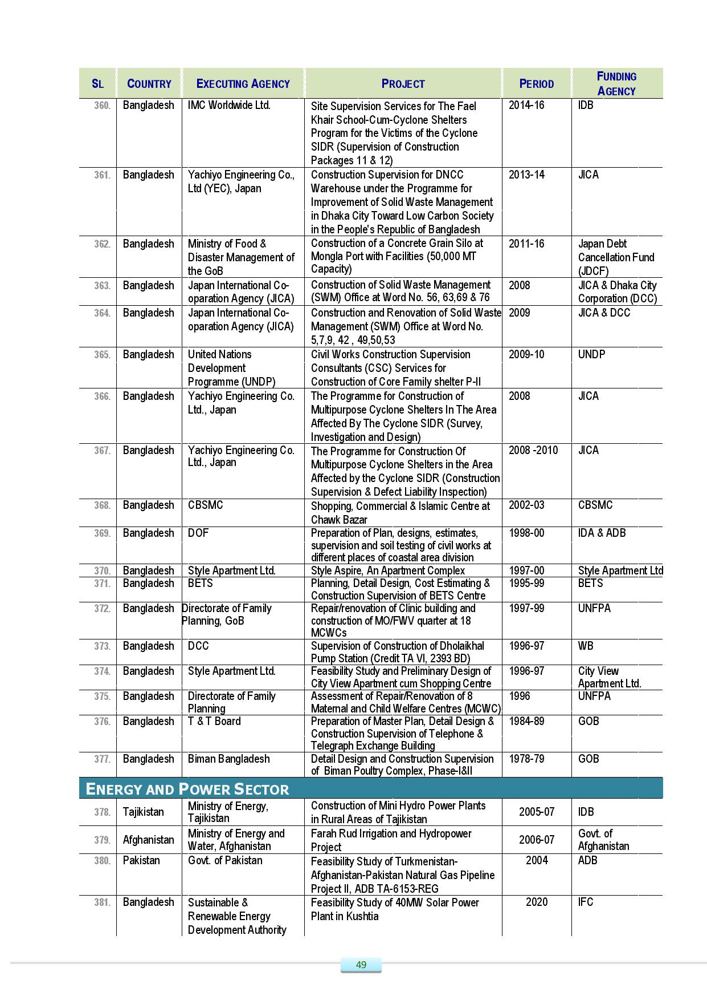 SL COUNTRY EXECUTING AGENCY PROJECT PERIOD FUNDING AGENCY
360. Bangladesh IMC Worldwide Ltd. Site Supervision Services for The Fael 2014-16 IDB
Khair School-Cum-Cyclone Shelters
Program for the Victims of the Cyclone
SIDR (Supervision of Construction
Packages 11 & 12)
361. Bangladesh Yachiyo Engineering Co., Construction Supervision for DNCC 2013-14 JICA
Ltd (YEC), Japan Warehouse under the Programme for
Improvement of Solid Waste Management
in Dhaka City Toward Low Carbon Society
in the People's Republic of Bangladesh
362. Bangladesh Ministry of Food & Construction of a Concrete Grain Silo at 2011-16 Japan Debt
Disaster Management of Mongla Port with Facilities (50,000 MT Cancellation Fund
the GoB Capacity) (JDCF)
363. Bangladesh Japan International Co- Construction of Solid Waste Management 2008 JICA & Dhaka City
oparation Agency (JICA) (SWM) Office at Word No. 56, 63,69 & 76 Corporation (DCC)
364. Bangladesh Japan International Co- Construction and Renovation of Solid Waste 2009 JICA & DCC
oparation Agency (JICA) Management (SWM) Office at Word No.
5,7,9, 42 , 49,50,53
365. Bangladesh United Nations Civil Works Construction Supervision 2009-10 UNDP
Development Consultants (CSC) Services for
Programme (UNDP) Construction of Core Family shelter P-II
366. Bangladesh Yachiyo Engineering Co. The Programme for Construction of 2008 JICA
Ltd., Japan Multipurpose Cyclone Shelters In The Area
Affected By The Cyclone SIDR (Survey,
Investigation and Design)
367. Bangladesh Yachiyo Engineering Co. The Programme for Construction Of 2008 -2010 JICA
Ltd., Japan Multipurpose Cyclone Shelters in the Area
Affected by the Cyclone SIDR (Construction
Supervision & Defect Liability Inspection)
368. Bangladesh CBSMC Shopping, Commercial & Islamic Centre at 2002-03 CBSMC
Chawk Bazar
369. Bangladesh DOF Preparation of Plan, designs, estimates, 1998-00 IDA & ADB
supervision and soil testing of civil works at
different places of coastal area division
370. Bangladesh Style Apartment Ltd. Style Aspire, An Apartment Complex 1997-00 Style Apartment Ltd
371. Bangladesh BETS Planning, Detail Design, Cost Estimating & 1995-99 BETS
Construction Supervision of BETS Centre
372. Bangladesh Directorate of Family Repair/renovation of Clinic building and 1997-99 UNFPA
Planning, GoB construction of MO/FWV quarter at 18
MCWCs
373. Bangladesh DCC Supervision of Construction of Dholaikhal 1996-97 WB
Pump Station (Credit TA VI, 2393 BD)
374. Bangladesh Style Apartment Ltd. Feasibility Study and Preliminary Design of 1996-97 City View
City View Apartment cum Shopping Centre Apartment Ltd.
375. Bangladesh Directorate of Family Assessment of Repair/Renovation of 8 1996 UNFPA
Planning Maternal and Child Welfare Centres (MCWC)
376. Bangladesh T & T Board Preparation of Master Plan, Detail Design & 1984-89 GOB
Construction Supervision of Telephone &
Telegraph Exchange Building
377. Bangladesh Biman Bangladesh Detail Design and Construction Supervision 1978-79 GOB
of Biman Poultry Complex, Phase-I&II
ENERGY AND POWER SECTOR
378. Tajikistan Ministry of Energy, Construction of Mini Hydro Power Plants 2005-07 IDB
Tajikistan in Rural Areas of Tajikistan
379. Afghanistan Ministry of Energy and Farah Rud Irrigation and Hydropower 2006-07 Govt. of
Water, Afghanistan Project Afghanistan
380. Pakistan Govt. of Pakistan Feasibility Study of Turkmenistan- 2004 ADB
Afghanistan-Pakistan Natural Gas Pipeline
Project II, ADB TA-6153-REG
381. Bangladesh Sustainable & Feasibility Study of 40MW Solar Power 2020 IFC
Renewable Energy Plant in Kushtia
Development Authority
49